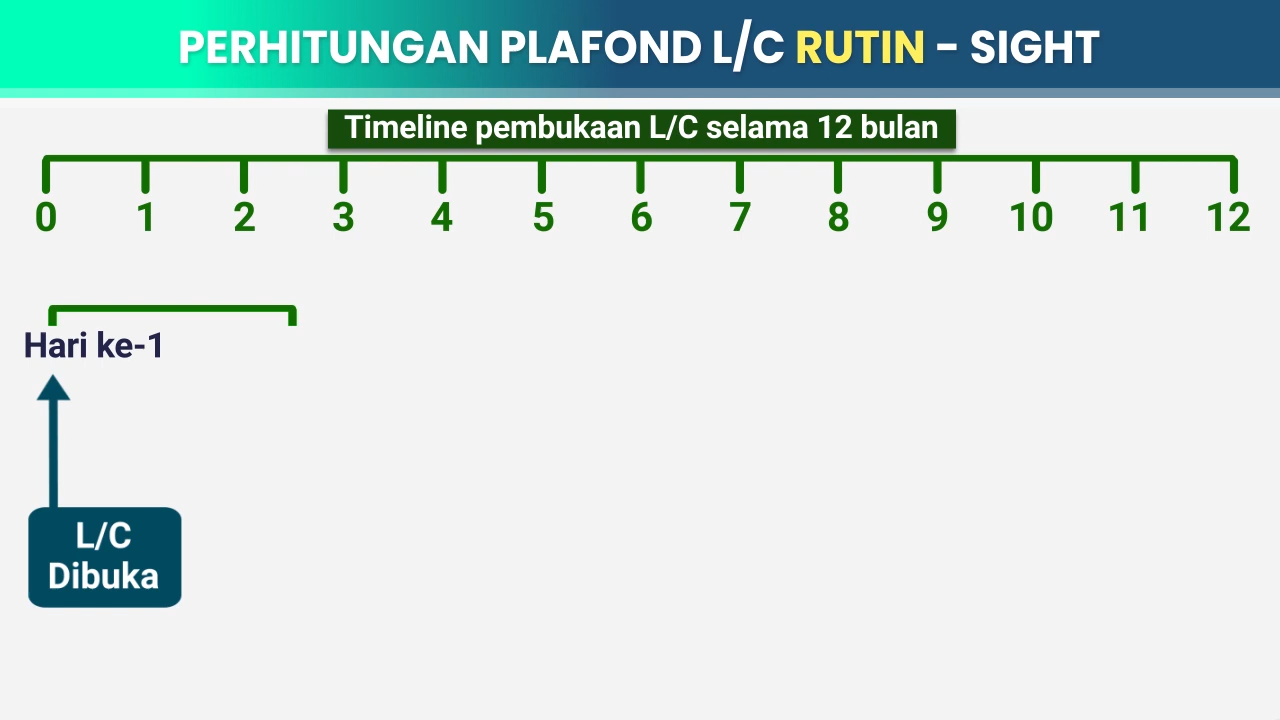 PERHITUNGAN PLAFOND L/C RUTIN - SIGHT
Timeline pembukaan L/C selama 12 bulan
0 1 2 3 4 5 6 7 8 9 10 11 12
Hari ke-1
L/C
Dibuka